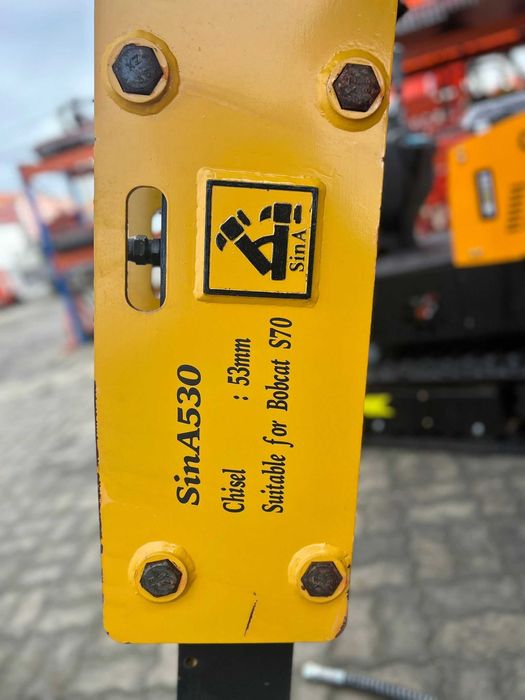 SinA
SinA530
Chisel : 53mm
Suitable for Bobcat S70